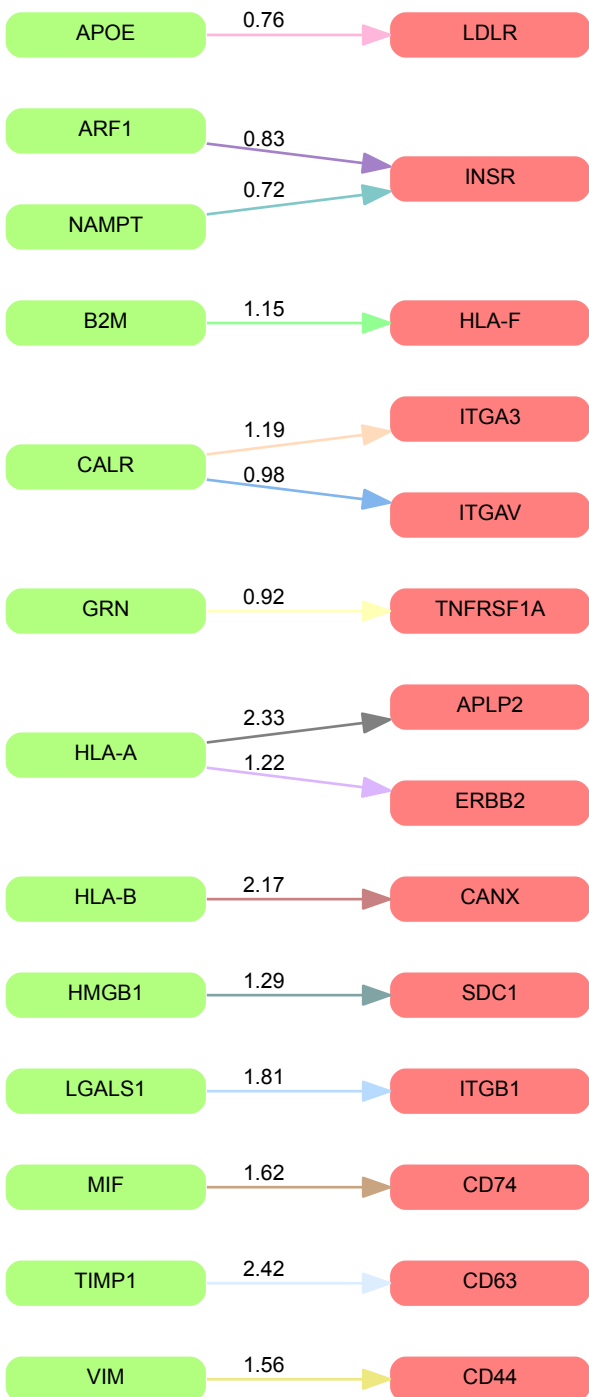 APOE 0.76 LDLR
ARF1
0.83
INSR
0.72
NAMPT
B2M 1.15 HLA-F
ITGA3
1.19
CALR
0.98
ITGAV
GRN 0.92 TNFRSF1A
APLP2
2.33
HLA-A
1.22
ERBB2
HLA-B 2.17 CANX
HMGB1 1.29 SDC1
LGALS1 1.81 ITGB1
MIF 1.62 CD74
TIMP1 2.42 CD63
VIM 1.56 CD44